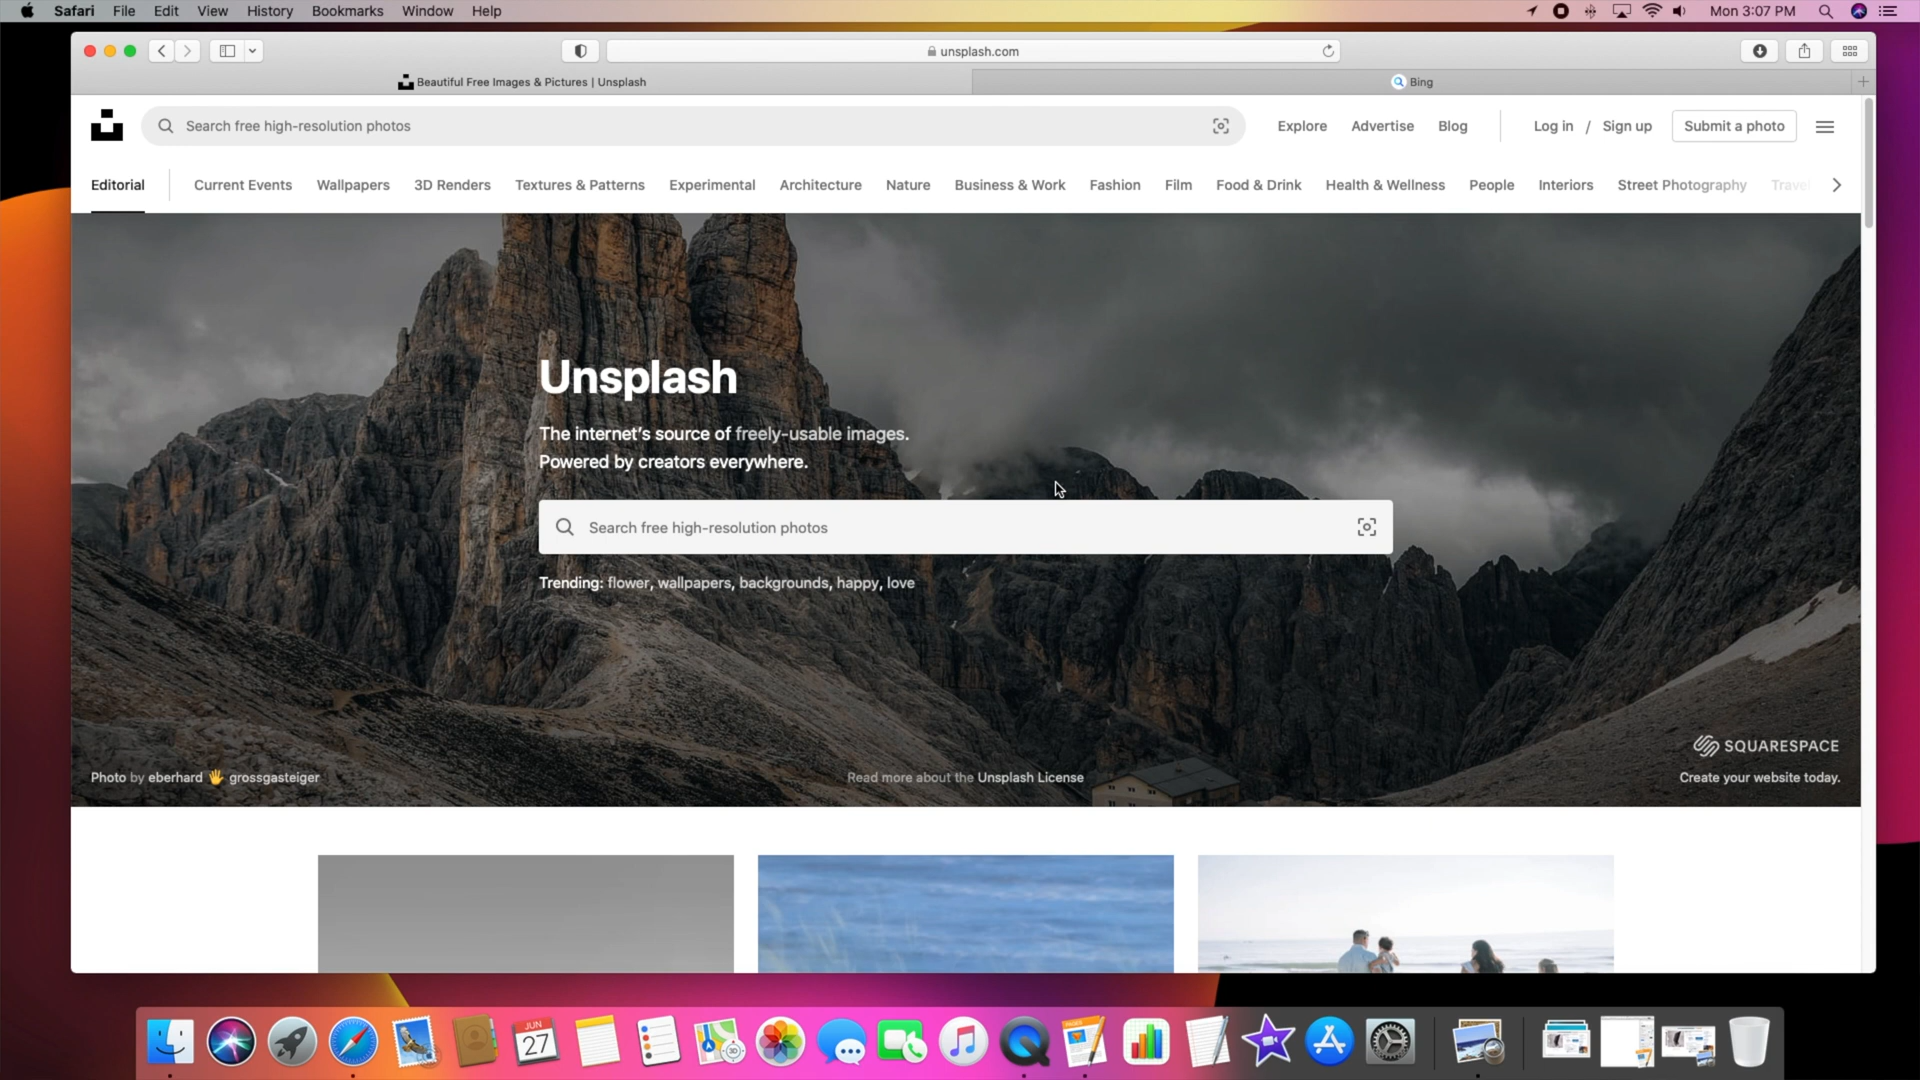 Safari File Edit View History Bookmarks Window Help
Mon 3:07 PM
unsplash.com
Beautiful Free Images & Pictures | Unsplash
Bing
Search free high-resolution photos
Explore Advertise Blog Log in / Sign up Submit a photo
Editorial Current Events Wallpapers 3D Renders Textures & Patterns Experimental Architecture Nature Business & Work Fashion Film Food & Drink Health & Wellness People Interiors Street Photography Travel
Unsplash
The internet's source of freely-usable images.
Powered by creators everywhere.
Search free high-resolution photos
Trending: flower, wallpapers, backgrounds, happy, love
SQUARESPACE
Photo by eberhard 🖐 grossgasteiger
Read more about the Unsplash License
Create your website today.
JUN
27
3D
PAGES